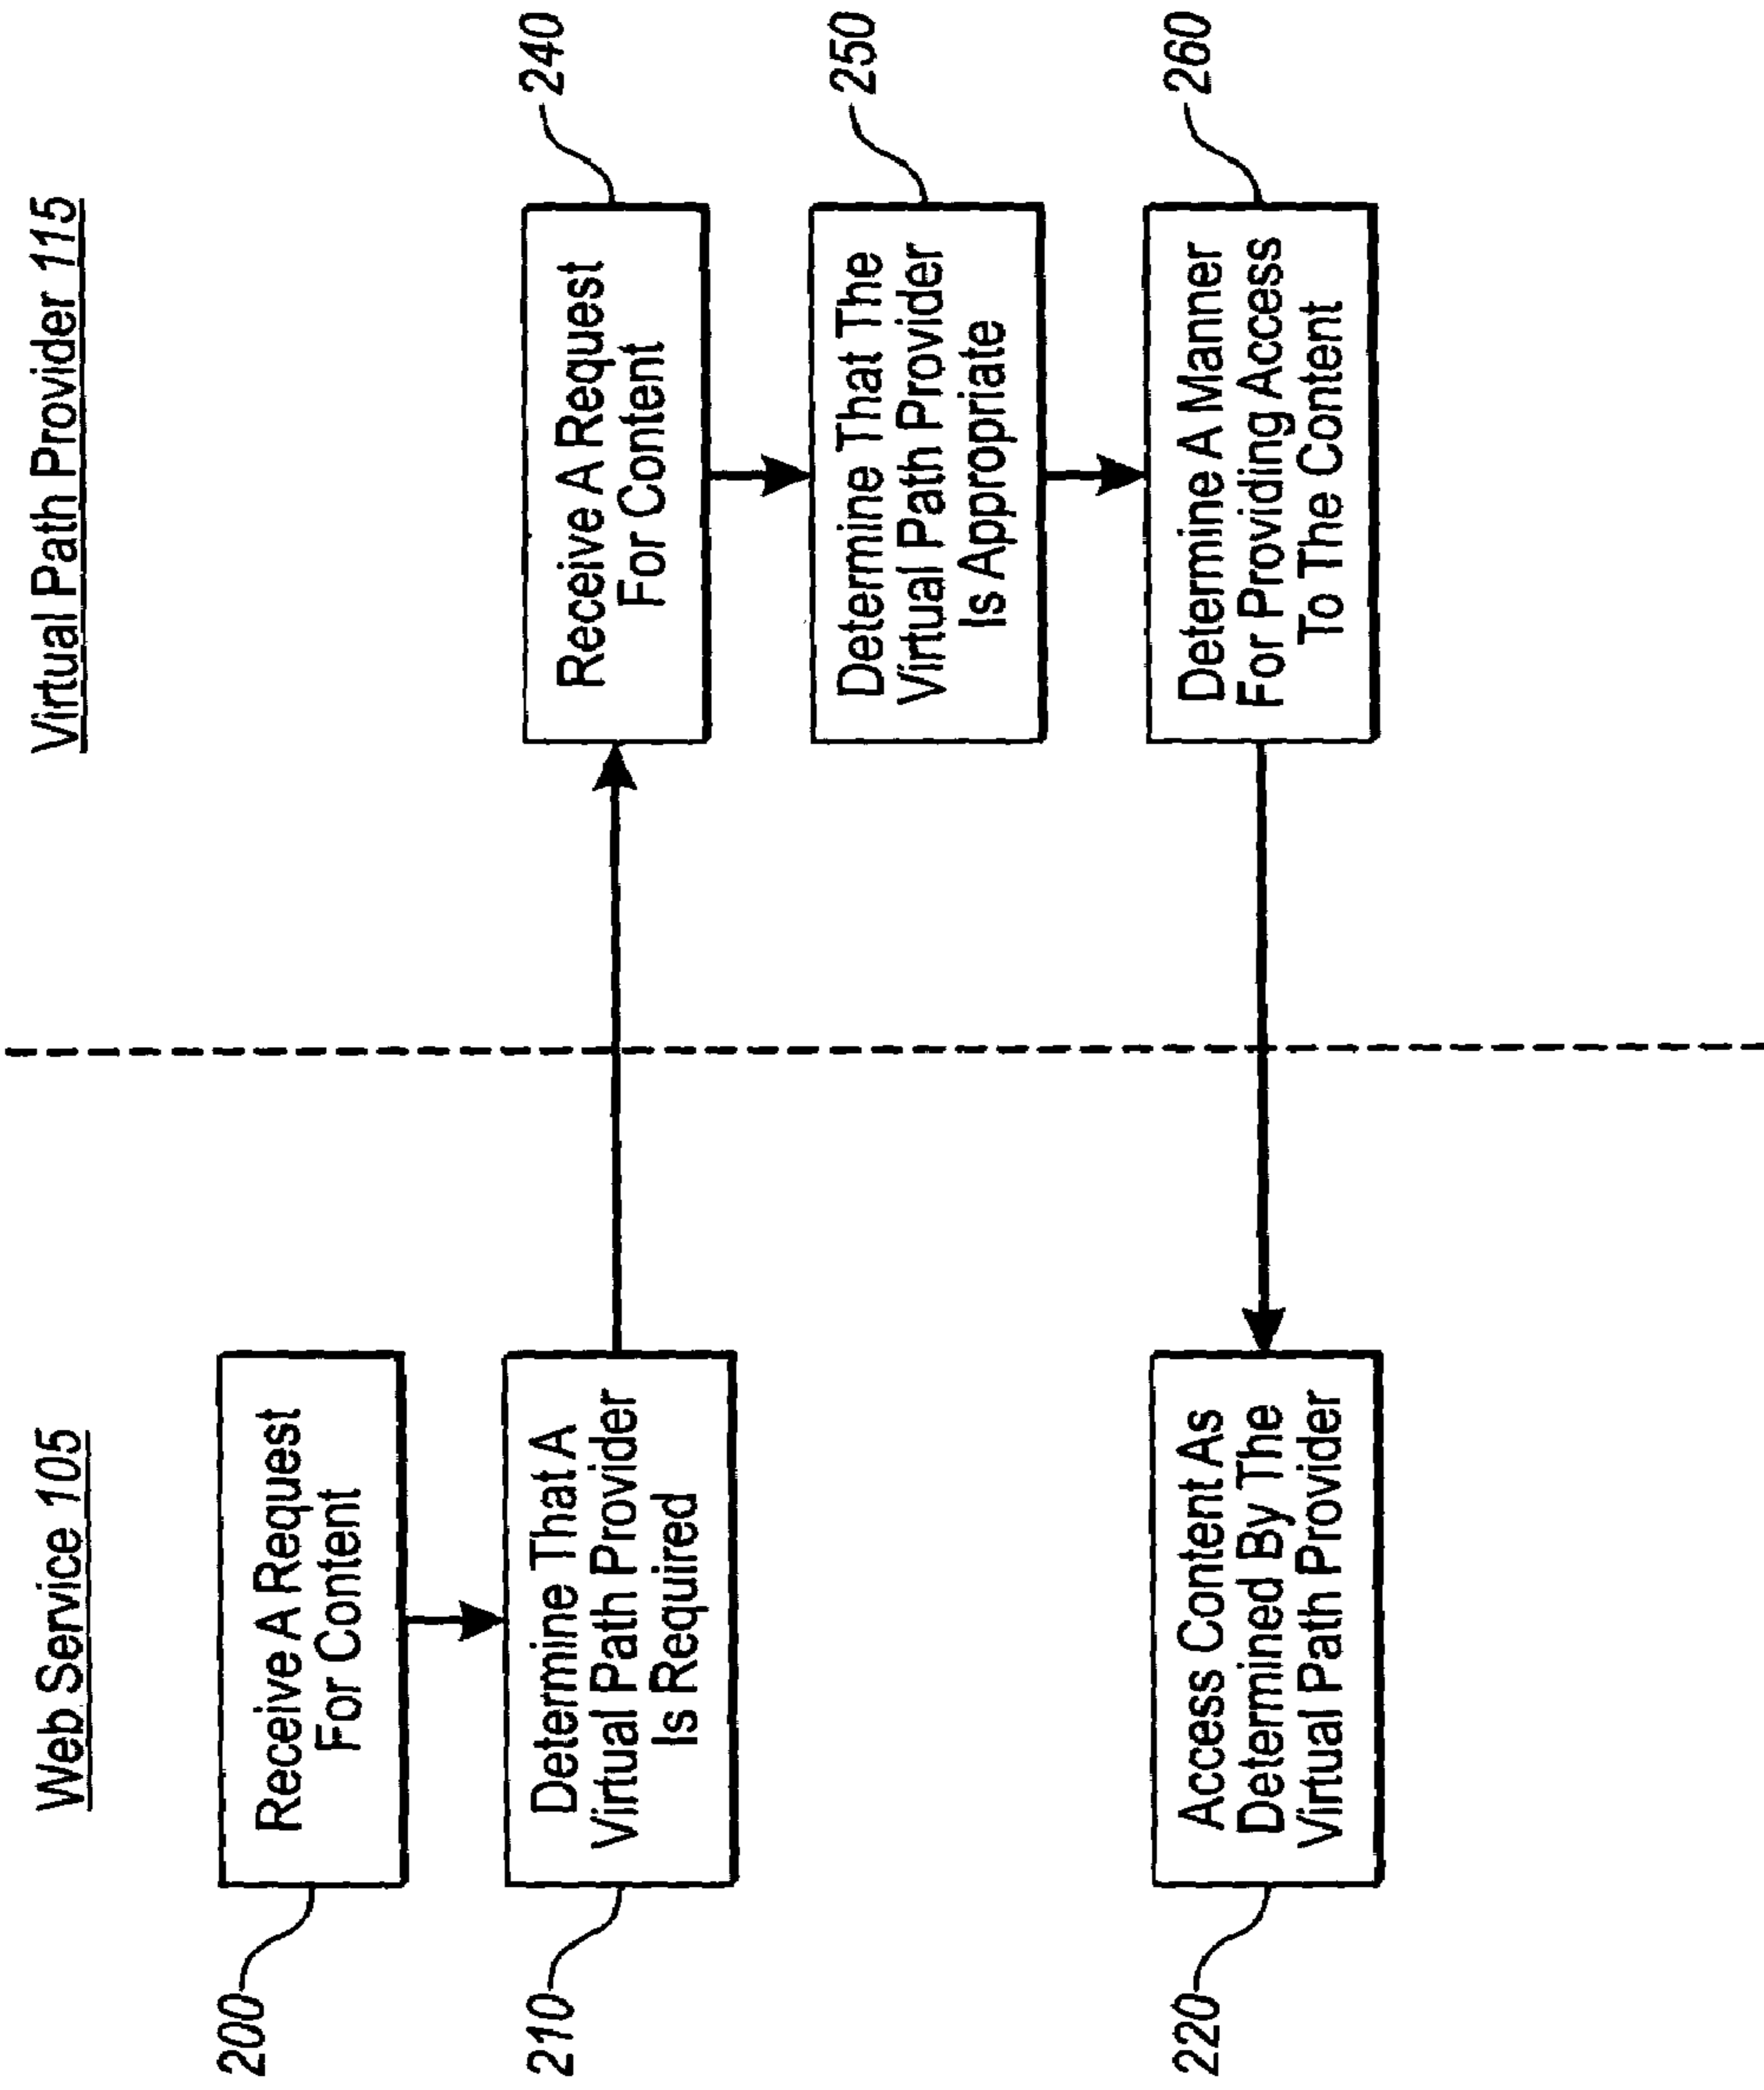 Web Service 105
Virtual Path Provider 115
200
Receive A Request
For Content
210
Determine That A
Virtual Path Provider
Is Required
Receive A Request
For Content
240
Determine That The
Virtual Path Provider
Is Appropriate
250
Determine A Manner
For Providing Access
To The Content
260
220
Access Content As
Determined By The
Virtual Path Provider